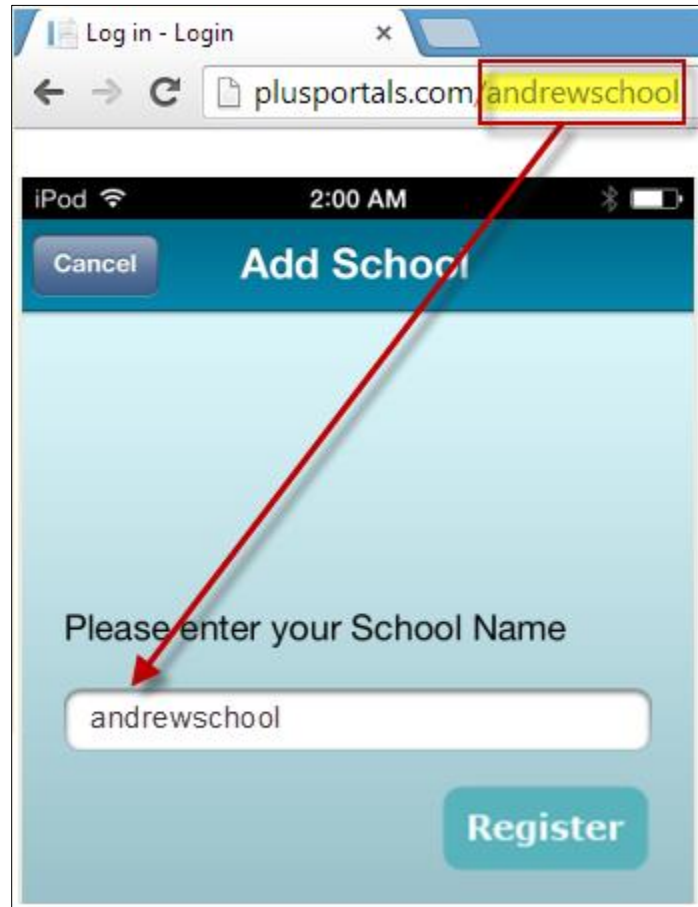 Log in - Login
plusportals.com/andrewschool
iPod 2:00 AM
Cancel Add School
Please enter your School Name
andrewschool
Register